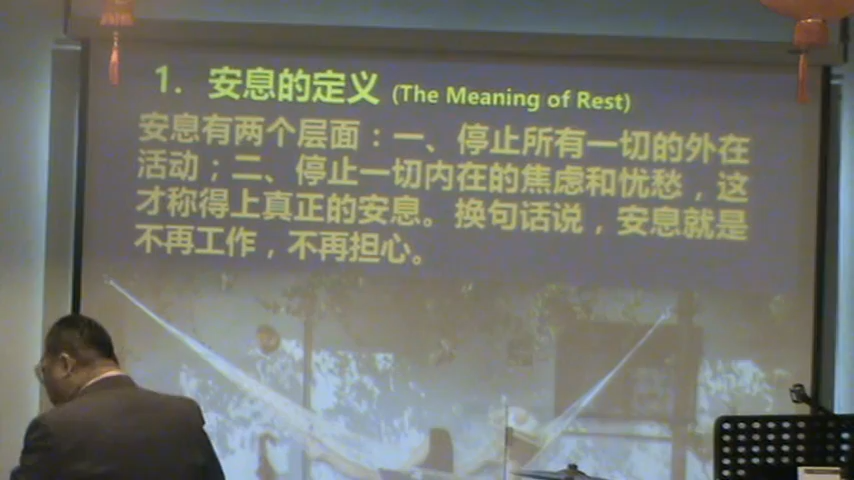 1. 安息的定义 (The Meaning of Rest)
安息有两个层面：一、停止所有一切的外在
活动；二、停止一切内在的焦虑和忧愁，这
才称得上真正的安息。换句话说，安息就是
不再工作，不再担心。